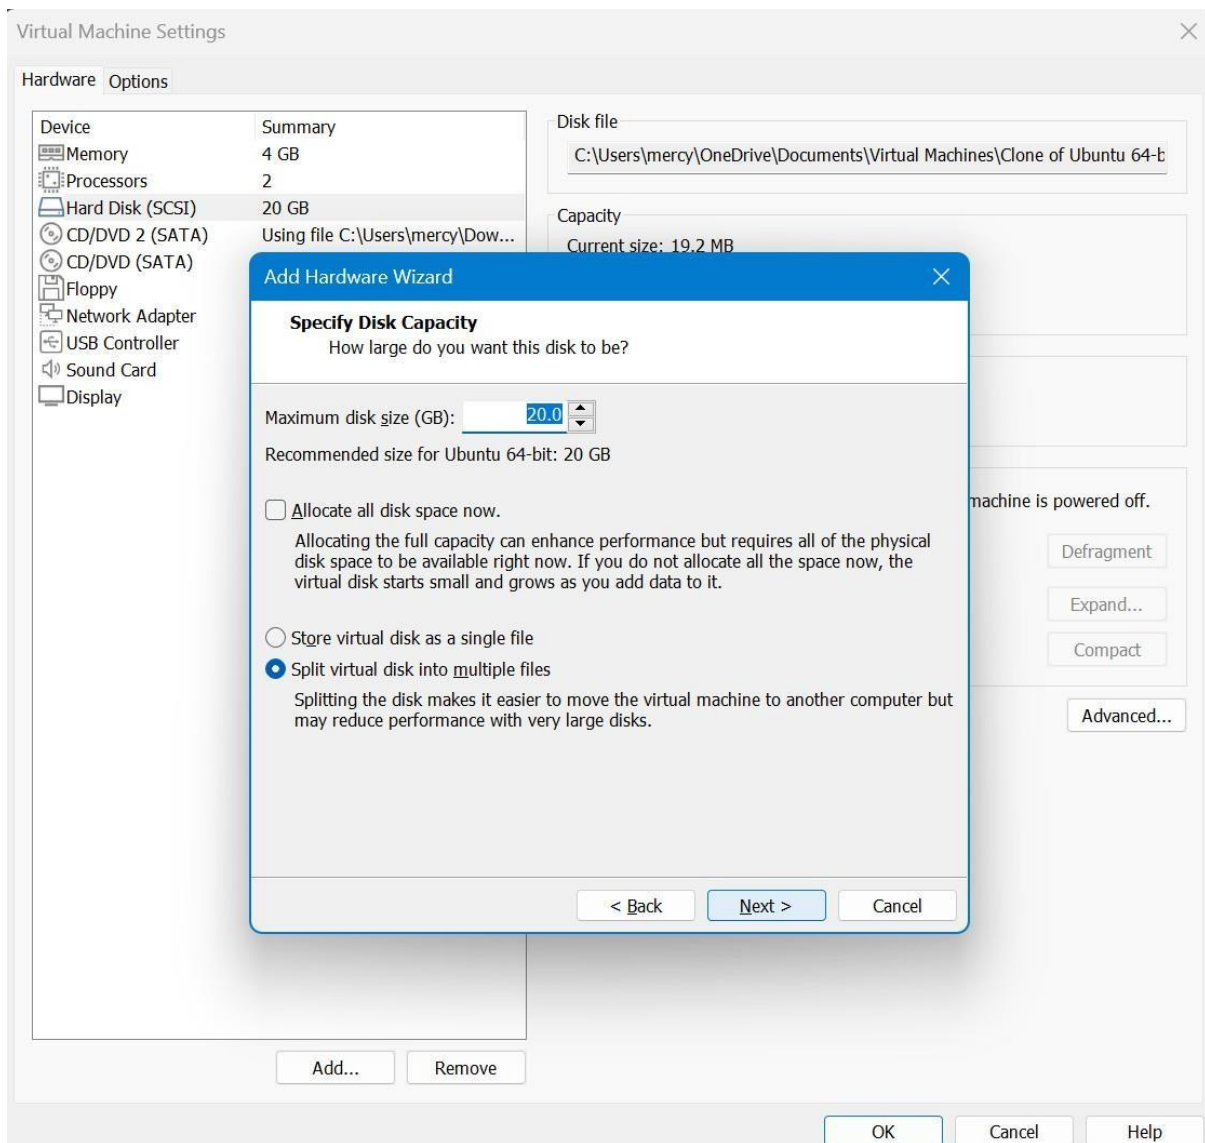 Virtual Machine Settings
Hardware Options
Device Summary
Memory 4 GB
Processors 2
Hard Disk (SCSI) 20 GB
CD/DVD 2 (SATA) Using file C:\Users\mercy\Dow...
CD/DVD (SATA)
Floppy
Network Adapter
USB Controller
Sound Card
Display
Add... Remove
Disk file
C:\Users\mercy\OneDrive\Documents\Virtual Machines\Clone of Ubuntu 64-b
Capacity
Current size: 19.2 MB
machine is powered off.
Defragment
Expand...
Compact
Advanced...
Add Hardware Wizard
Specify Disk Capacity
How large do you want this disk to be?
Maximum disk size (GB): 20.0
Recommended size for Ubuntu 64-bit: 20 GB
Allocate all disk space now.
Allocating the full capacity can enhance performance but requires all of the physical
disk space to be available right now. If you do not allocate all the space now, the
virtual disk starts small and grows as you add data to it.
Store virtual disk as a single file
Split virtual disk into multiple files
Splitting the disk makes it easier to move the virtual machine to another computer but
may reduce performance with very large disks.
< Back Next > Cancel
OK Cancel Help